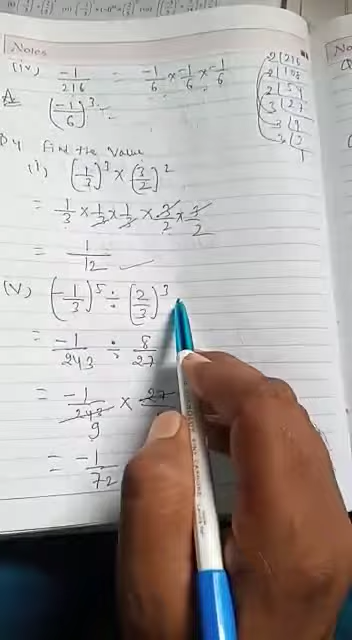 Notes
(iv) -1/216 = -1/6 × -1/6 × -1/6
2 | 216
2 | 108
2 | 54
3 | 27
3 | 9
3 | 3
1
(-1/6)^3
Find the value
(i) (1/3)^3 × (3/2)^2
= 1/3 × 1/3 × 1/3 × 3/2 × 3/2
= 1/12
(V) (-1/3)^5 ÷ (2/3)^3
= -1/243 ÷ 8/27
= -1/243 × 27/
9
= -1/72